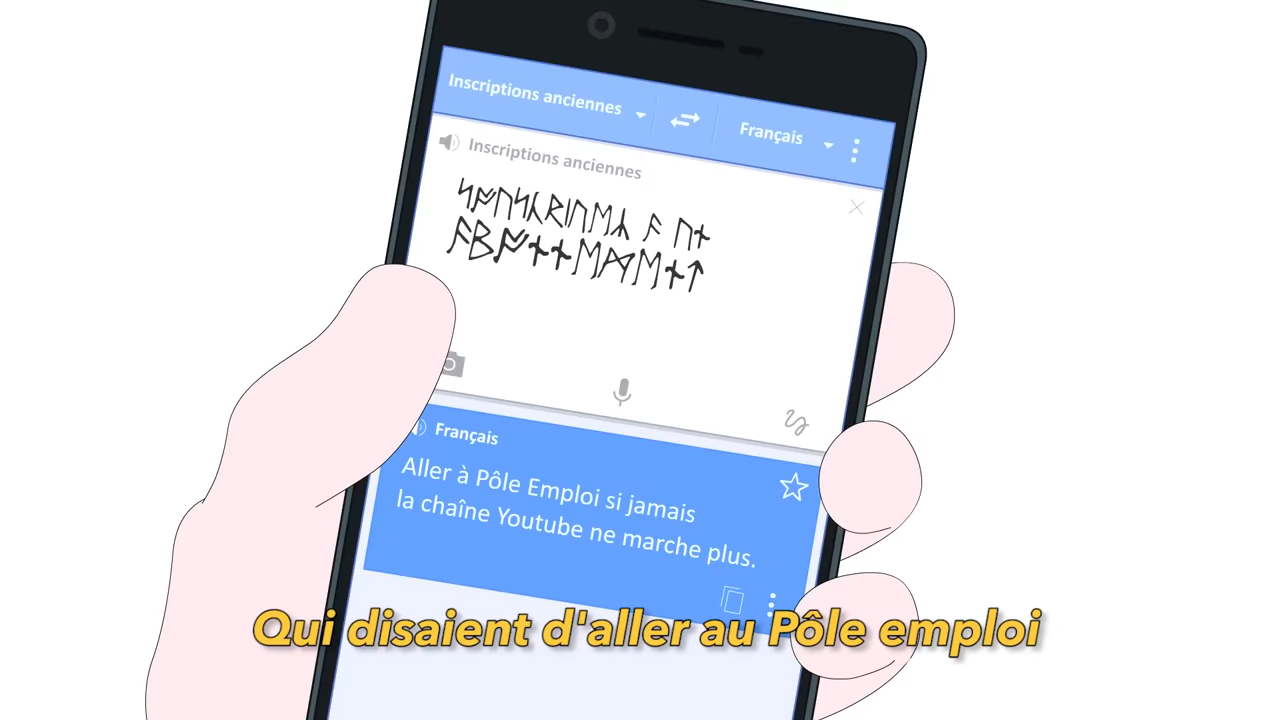 Inscriptions anciennes
Français
Inscriptions anciennes
ᚨ ᚢᚾ
Français
Aller à Pôle Emploi si jamais
la chaîne Youtube ne marche plus.
Qui disaient d'aller au Pôle emploi